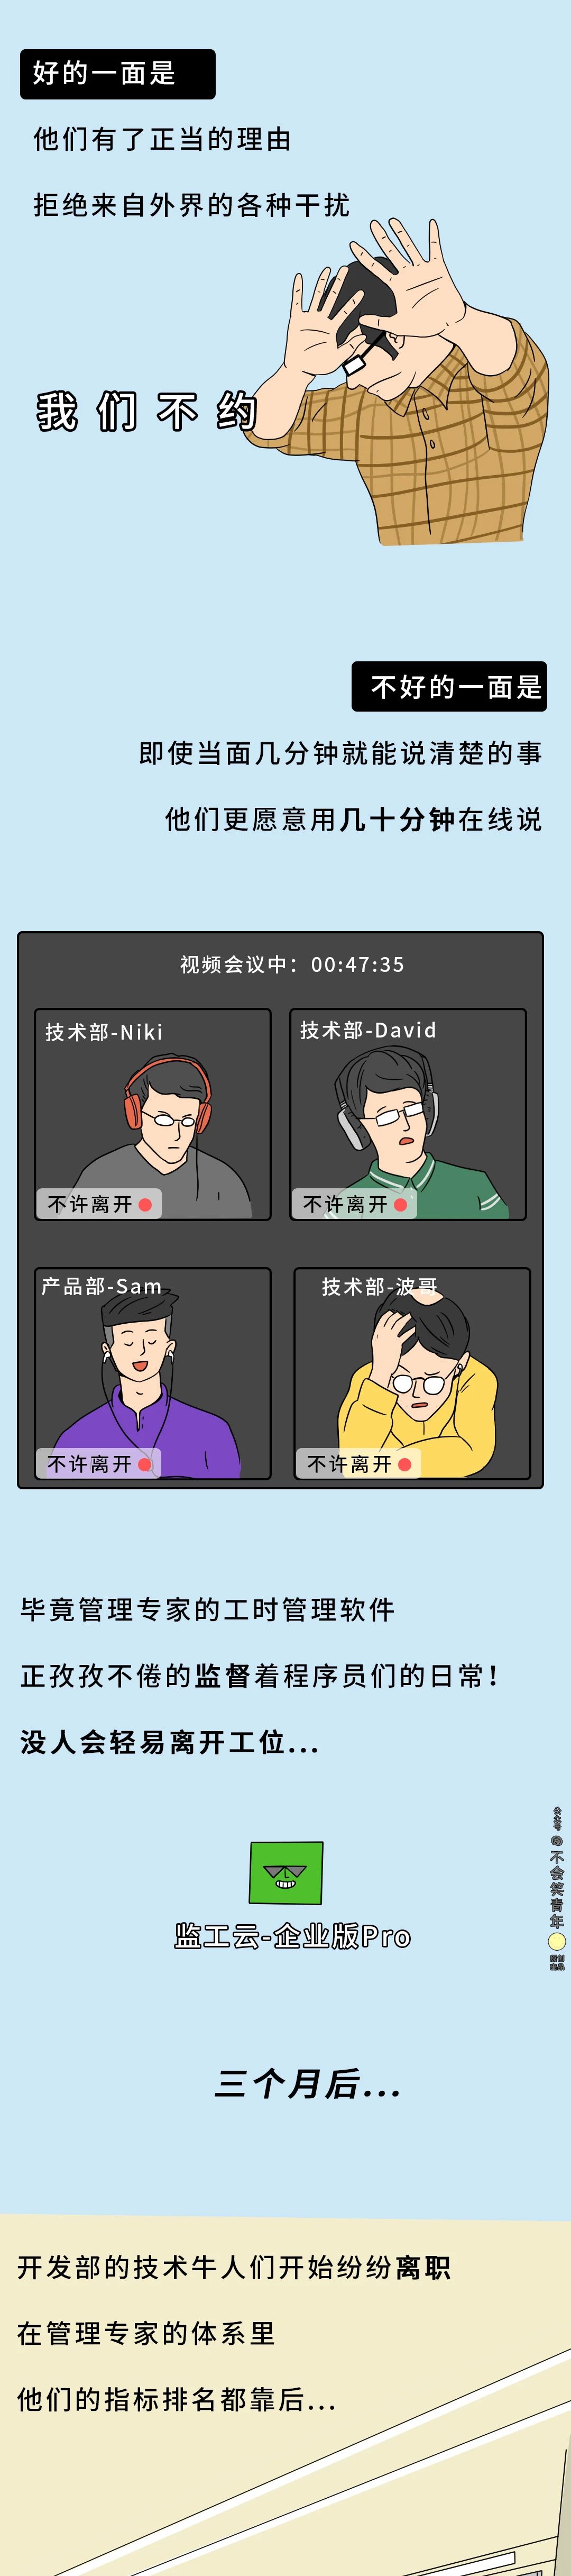 好的一面是
他们有了正当的理由
拒绝来自外界的各种干扰
我们不约
不好的一面是
即使当面几分钟就能说清楚的事
他们更愿意用几十分钟在线说
视频会议中：00:47:35
技术部-Niki
技术部-David
不许离开
不许离开
产品部-Sam
技术部-波哥
不许离开
不许离开
毕竟管理专家的工时管理软件
正孜孜不倦的监督着程序员们的日常！
没人会轻易离开工位...
公众号@不会笑青年
原创出品
监工云-企业版Pro
三个月后...
开发部的技术牛人们开始纷纷离职
在管理专家的体系里
他们的指标排名都靠后...